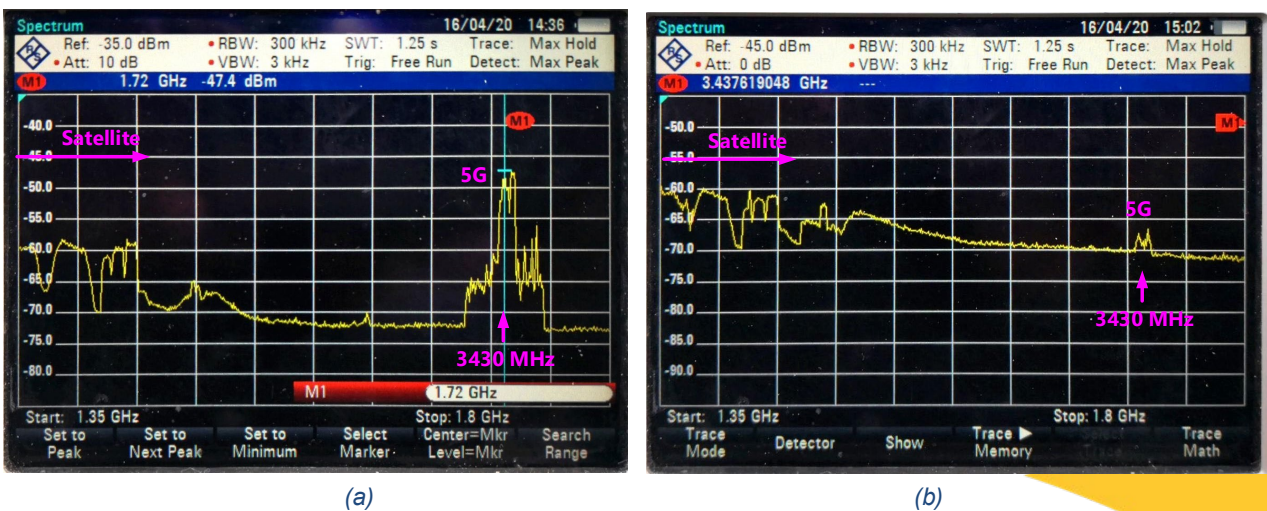 Spectrum 16/04/20 14:36
Ref: -35.0 dBm • RBW: 300 kHz SWT: 1.25 s Trace: Max Hold
• Att: 10 dB • VBW: 3 kHz Trig: Free Run Detect: Max Peak
M1 1.72 GHz -47.4 dBm
M1
-40.0
Satellite
-45.0
5G
-50.0
-55.0
-60.0
-65.0
-70.0
-75.0
3430 MHz
-80.0
M1 1.72 GHz
Start: 1.35 GHz Stop: 1.8 GHz
Set to Peak
Set to Next Peak
Set to Minimum
Select Marker
Center=Mkr Level=Mkr
Search Range
(a)
Spectrum 16/04/20 15:02
Ref: -45.0 dBm • RBW: 300 kHz SWT: 1.25 s Trace: Max Hold
• Att: 0 dB • VBW: 3 kHz Trig: Free Run Detect: Max Peak
M1 3.437619048 GHz ---
M1
-50.0
Satellite
-55.0
-60.0
5G
-65.0
-70.0
-75.0
-80.0
3430 MHz
-85.0
-90.0
Start: 1.35 GHz Stop: 1.8 GHz
Trace Mode
Detector
Show
Trace ▶ Memory
Trace Math
(b)